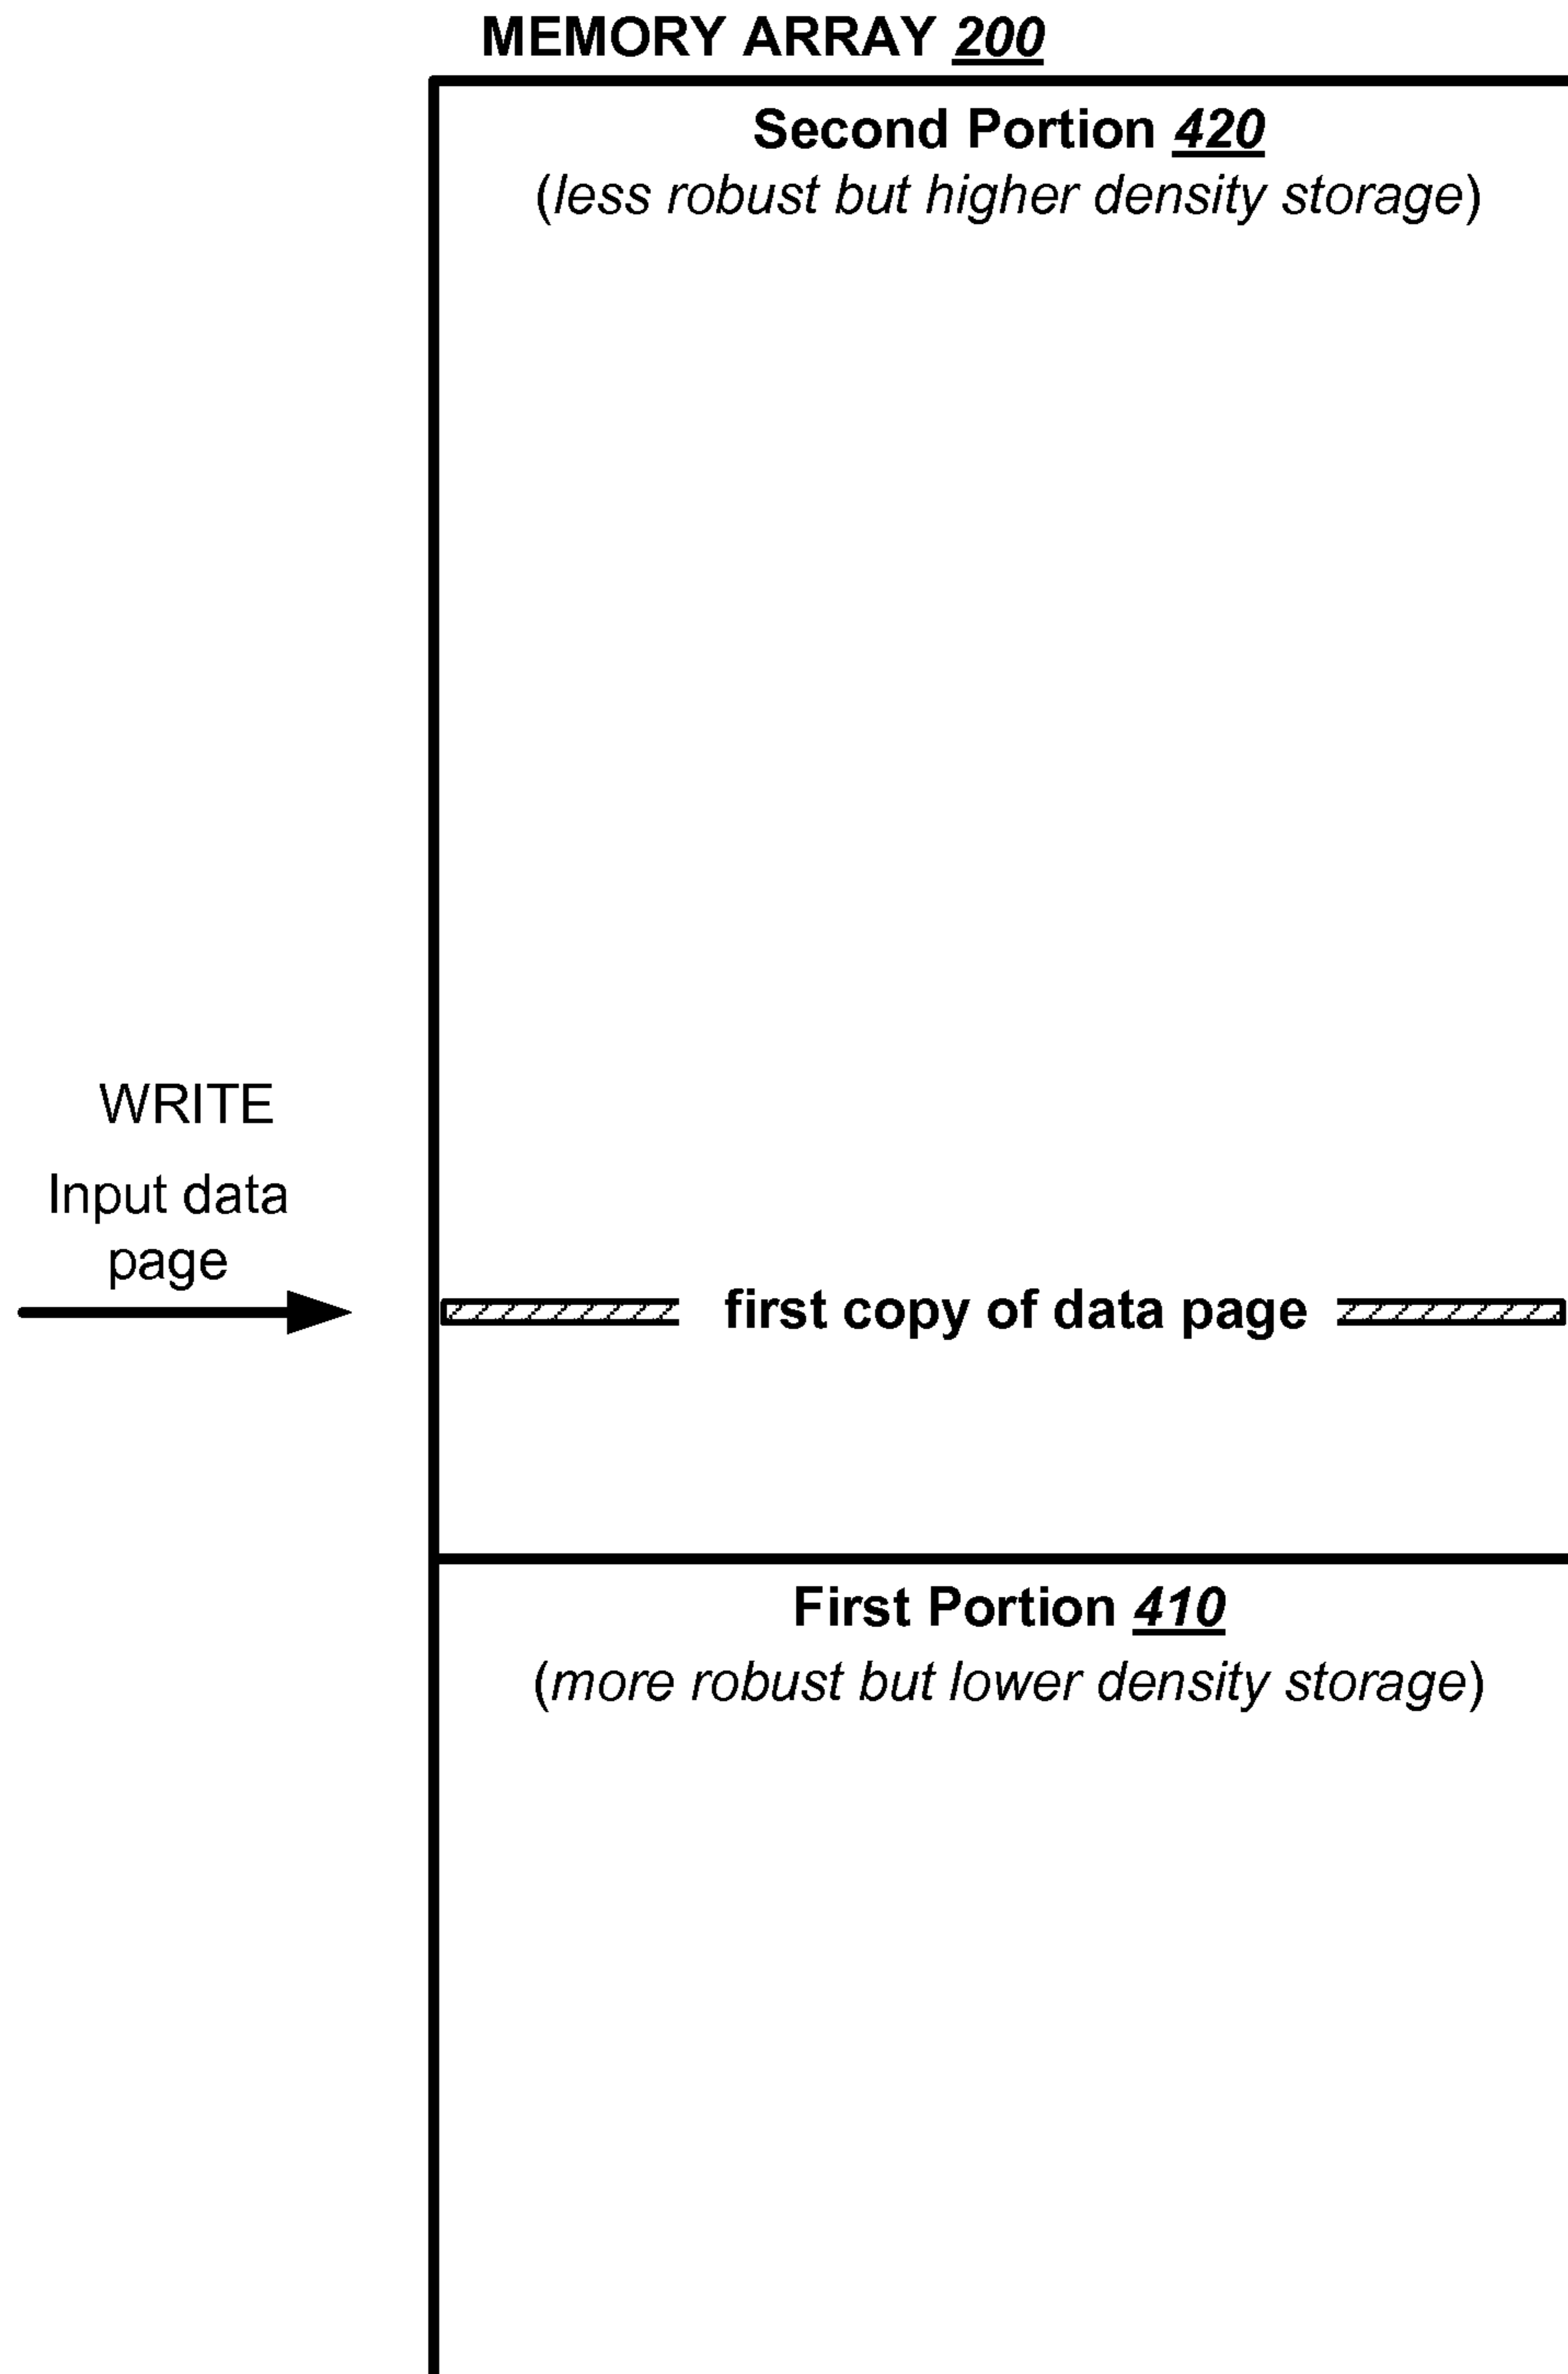 MEMORY ARRAY 200
Second Portion 420
(less robust but higher density storage)
WRITE
Input data
page
first copy of data page
First Portion 410
(more robust but lower density storage)